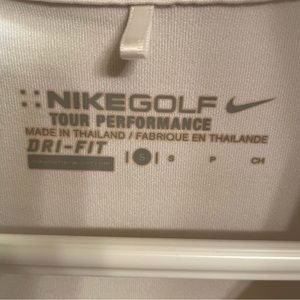 NIKEGOLF
TOUR PERFORMANCE
MADE IN THAILAND / FABRIQUE EN THAILANDE
DRI-FIT | S | S P CH